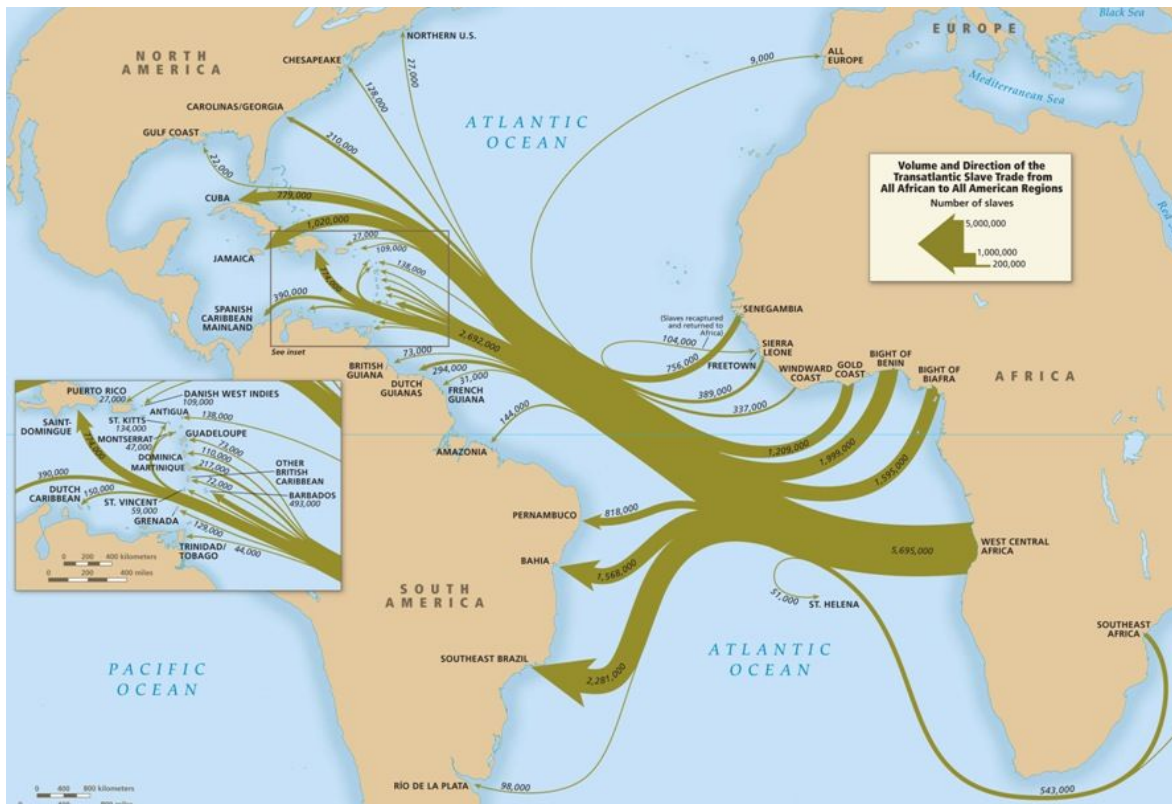 NORTH
AMERICA
NORTHERN U.S.
CHESAPEAKE
CAROLINAS/GEORGIA
GULF COAST
27,000
128,000
210,000
22,000
ATLANTIC
OCEAN
9,000
ALL
EUROPE
EUROPE
Black Sea
Mediterranean Sea
Volume and Direction of the
Transatlantic Slave Trade from
All African to All American Regions
Number of slaves
5,000,000
1,000,000
200,000
CUBA
779,000
1,020,000
JAMAICA
27,000
109,000
138,000
774,000
390,000
SPANISH
CARIBBEAN
MAINLAND
See inset
2,692,000
BRITISH
GUIANA
73,000
DUTCH
GUIANAS
294,000
FRENCH
GUIANA
31,000
144,000
AMAZONIA
SENEGAMBIA
(Slaves recaptured
and returned to
Africa)
104,000
756,000
SIERRA
LEONE
FREETOWN
389,000
WINDWARD
COAST
337,000
GOLD
COAST
1,209,000
BIGHT OF
BENIN
1,999,000
BIGHT OF
BIAFRA
1,595,000
AFRICA
WEST CENTRAL
AFRICA
5,695,000
SOUTHEAST
AFRICA
543,000
ST. HELENA
51,000
PERNAMBUCO
818,000
BAHIA
1,568,000
SOUTH
AMERICA
SOUTHEAST BRAZIL
2,281,000
RÍO DE LA PLATA
98,000
ATLANTIC
OCEAN
PACIFIC
OCEAN
PUERTO RICO
27,000
DANISH WEST INDIES
109,000
SAINT-
DOMINGUE
774,000
ANTIGUA
138,000
ST. KITTS
134,000
MONTSERRAT
47,000
GUADELOUPE
73,000
DOMINICA
110,000
MARTINIQUE
217,000
OTHER
BRITISH
CARIBBEAN
72,000
BARBADOS
493,000
390,000
DUTCH
CARIBBEAN
150,000
ST. VINCENT
59,000
GRENADA
129,000
TRINIDAD/
TOBAGO
44,000
0 200 400 kilometers
0 200 400 miles
0 400 800 kilometers